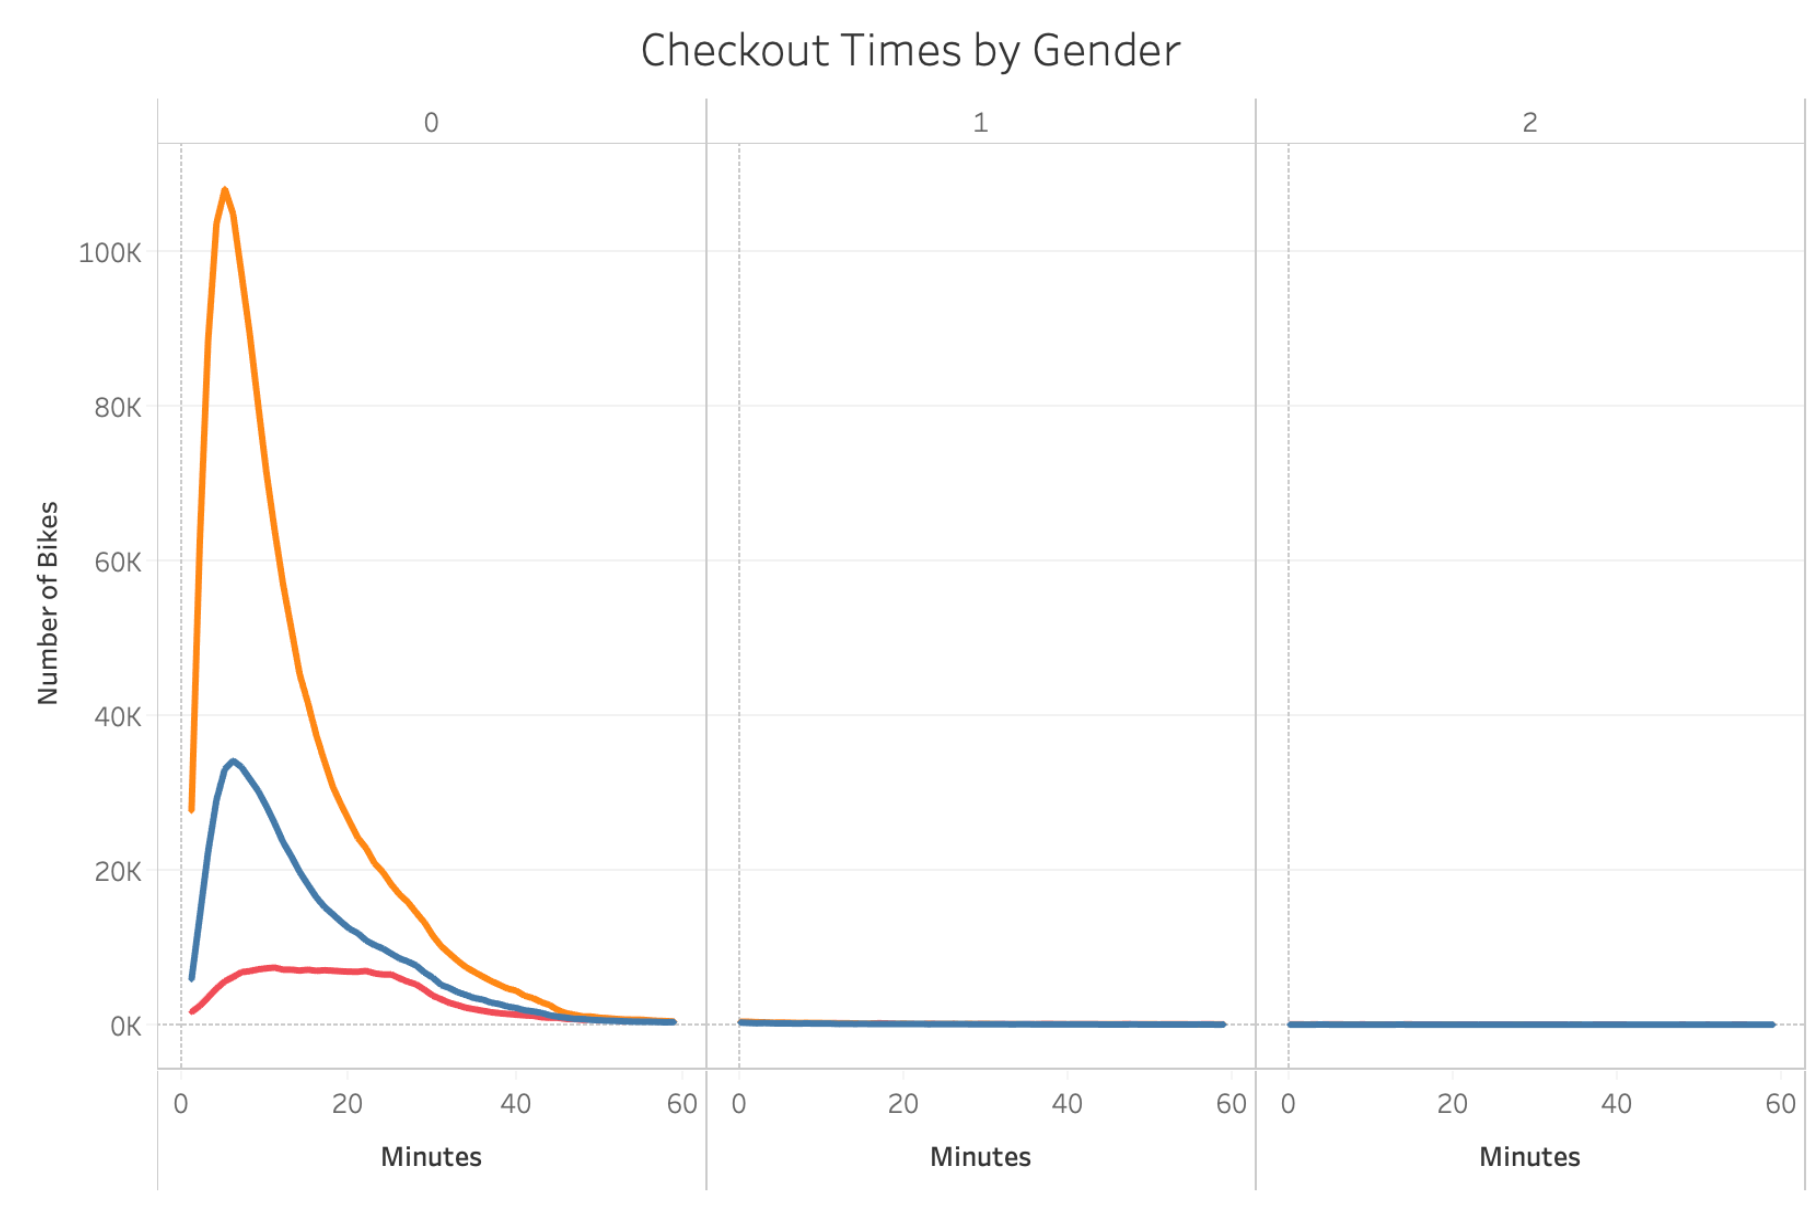 Checkout Times by Gender
0 1 2
Number of Bikes
100K
80K
60K
40K
20K
0K
0 20 40 60 0 20 40 60 0 20 40 60
Minutes Minutes Minutes